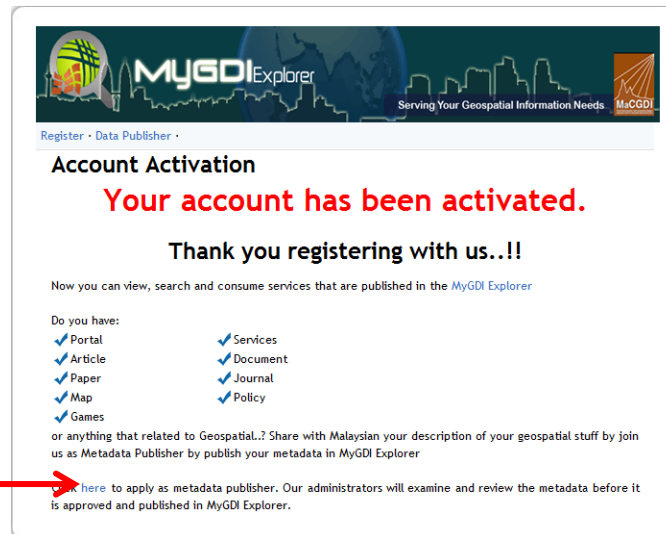 MyGDI Explorer
Serving Your Geospatial Information Needs
MaCGDI
Register · Data Publisher ·
Account Activation
Your account has been activated.
Thank you registering with us..!!
Now you can view, search and consume services that are published in the MyGDI Explorer
Do you have:
Portal
Services
Article
Document
Paper
Journal
Map
Policy
Games
or anything that related to Geospatial..? Share with Malaysian your description of your geospatial stuff by join
us as Metadata Publisher by publish your metadata in MyGDI Explorer
here to apply as metadata publisher. Our administrators will examine and review the metadata before it
is approved and published in MyGDI Explorer.